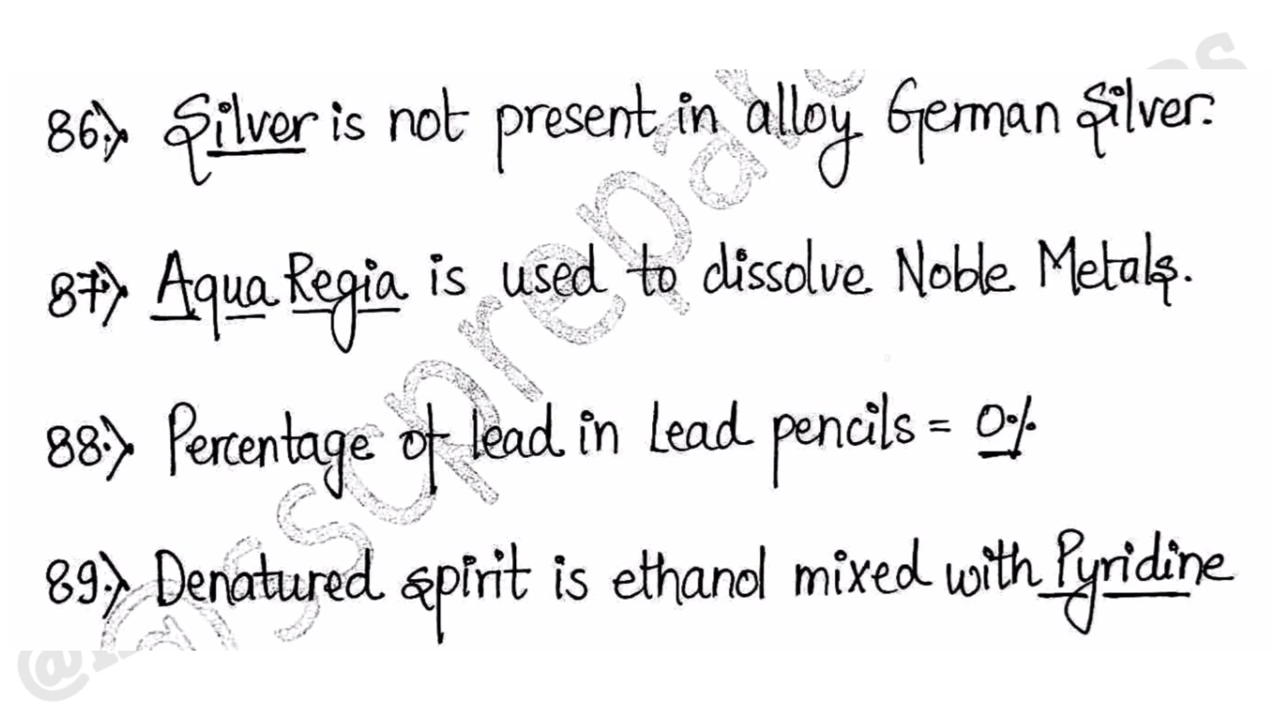 86.) Silver is not present in alloy German Silver.
87.) Aqua Regia is used to dissolve Noble Metals.
88.) Percentage of lead in Lead pencils = 0%
89.) Denatured spirit is ethanol mixed with Pyridine